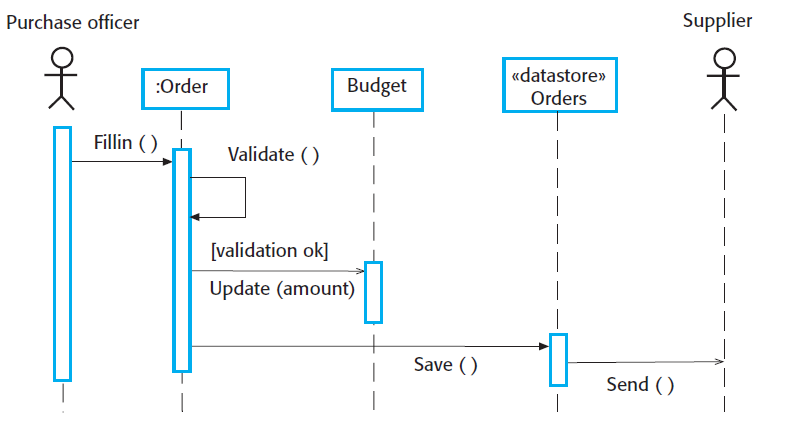 Purchase officer
Supplier
:Order
Budget
«datastore»
Orders
Fillin ( )
Validate ( )
[validation ok]
Update (amount)
Save ( )
Send ( )